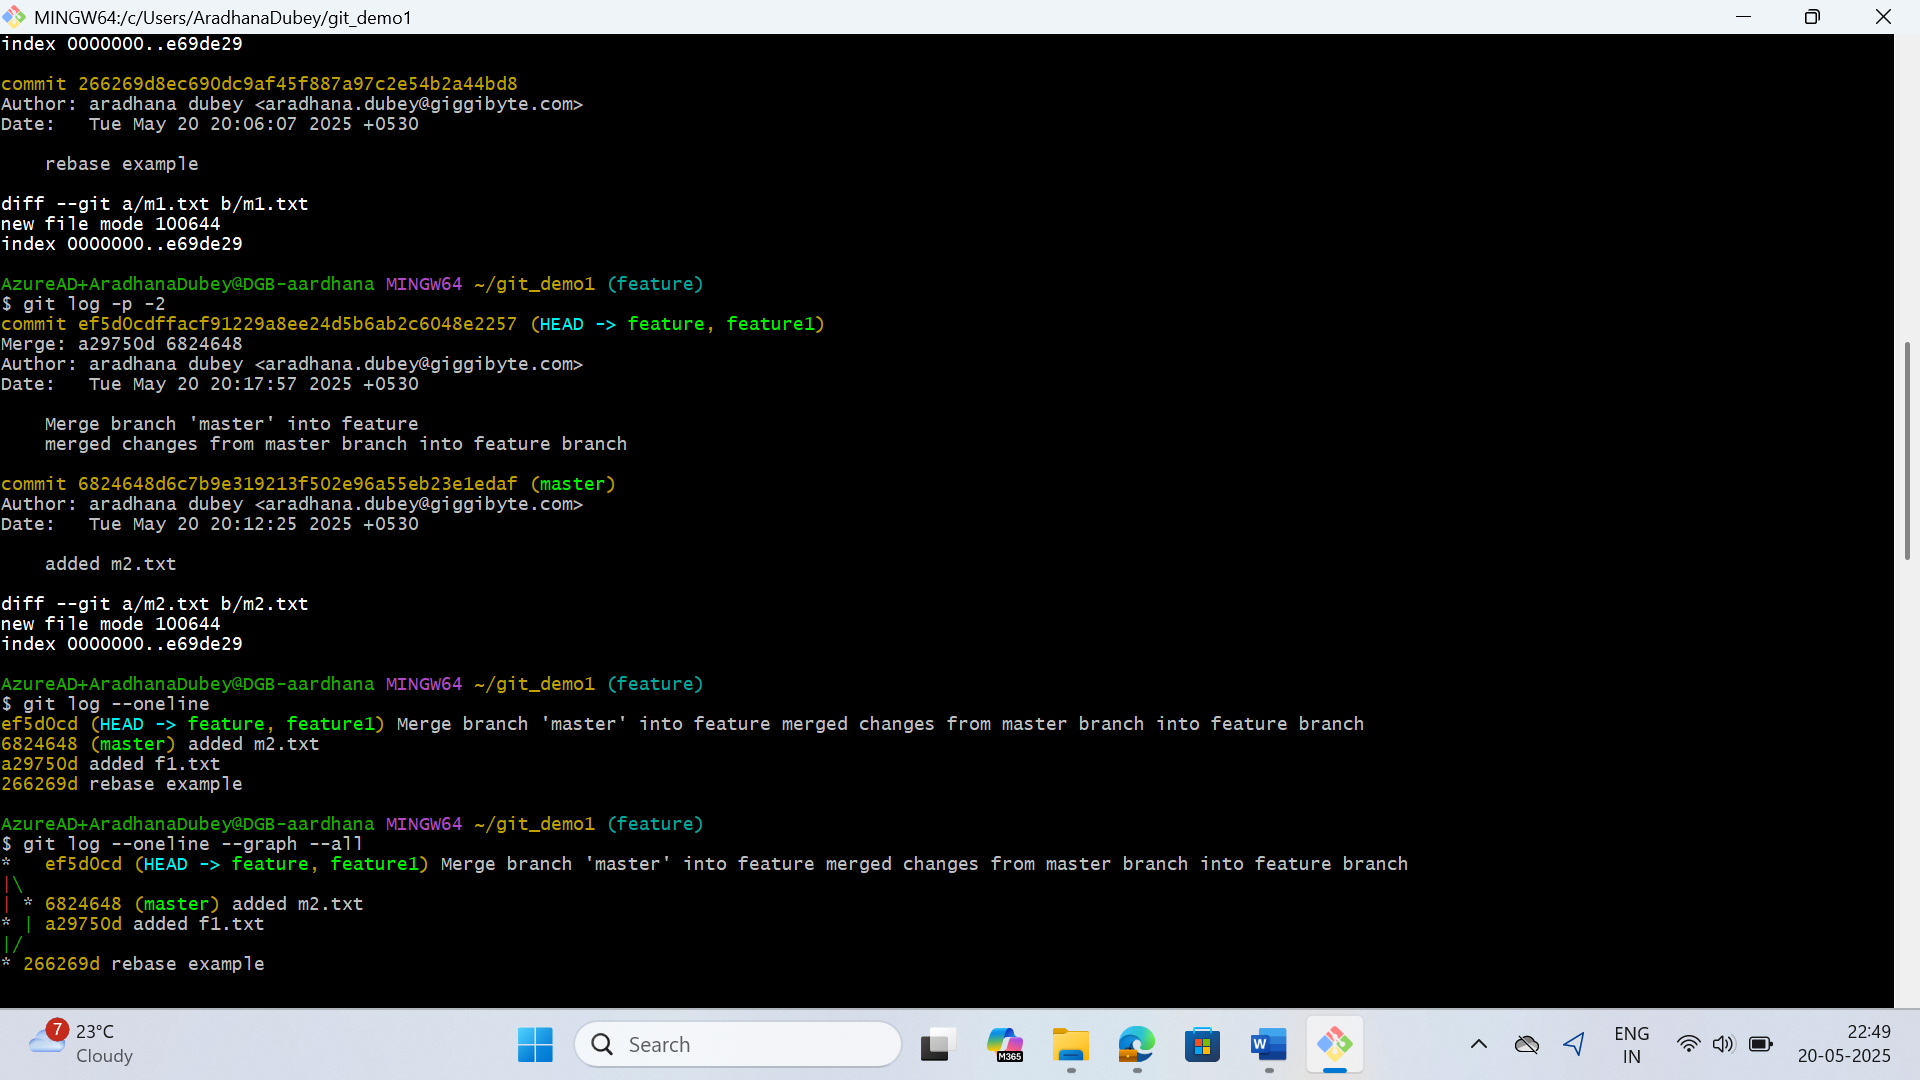 MINGW64:/c/Users/AradhanaDubey/git_demo1
index 0000000..e69de29
commit 266269d8ec690dc9af45f887a97c2e54b2a44bd8
Author: aradhana dubey <aradhana.dubey@giggibyte.com>
Date:   Tue May 20 20:06:07 2025 +0530
    rebase example
diff --git a/m1.txt b/m1.txt
new file mode 100644
index 0000000..e69de29
AzureAD+AradhanaDubey@DGB-aardhana MINGW64 ~/git_demo1 (feature)
$ git log -p -2
commit ef5d0cdffacf91229a8ee24d5b6ab2c6048e2257 (HEAD -> feature, feature1)
Merge: a29750d 6824648
Author: aradhana dubey <aradhana.dubey@giggibyte.com>
Date:   Tue May 20 20:17:57 2025 +0530
    Merge branch 'master' into feature
    merged changes from master branch into feature branch
commit 6824648d6c7b9e319213f502e96a55eb23e1edaf (master)
Author: aradhana dubey <aradhana.dubey@giggibyte.com>
Date:   Tue May 20 20:12:25 2025 +0530
    added m2.txt
diff --git a/m2.txt b/m2.txt
new file mode 100644
index 0000000..e69de29
AzureAD+AradhanaDubey@DGB-aardhana MINGW64 ~/git_demo1 (feature)
$ git log --oneline
ef5d0cd (HEAD -> feature, feature1) Merge branch 'master' into feature merged changes from master branch into feature branch
6824648 (master) added m2.txt
a29750d added f1.txt
266269d rebase example
AzureAD+AradhanaDubey@DGB-aardhana MINGW64 ~/git_demo1 (feature)
$ git log --oneline --graph --all
*   ef5d0cd (HEAD -> feature, feature1) Merge branch 'master' into feature merged changes from master branch into feature branch
|\
| * 6824648 (master) added m2.txt
* | a29750d added f1.txt
|/
* 266269d rebase example
7
23°C
Cloudy
Search
M365
W
ENG
IN
22:49
20-05-2025